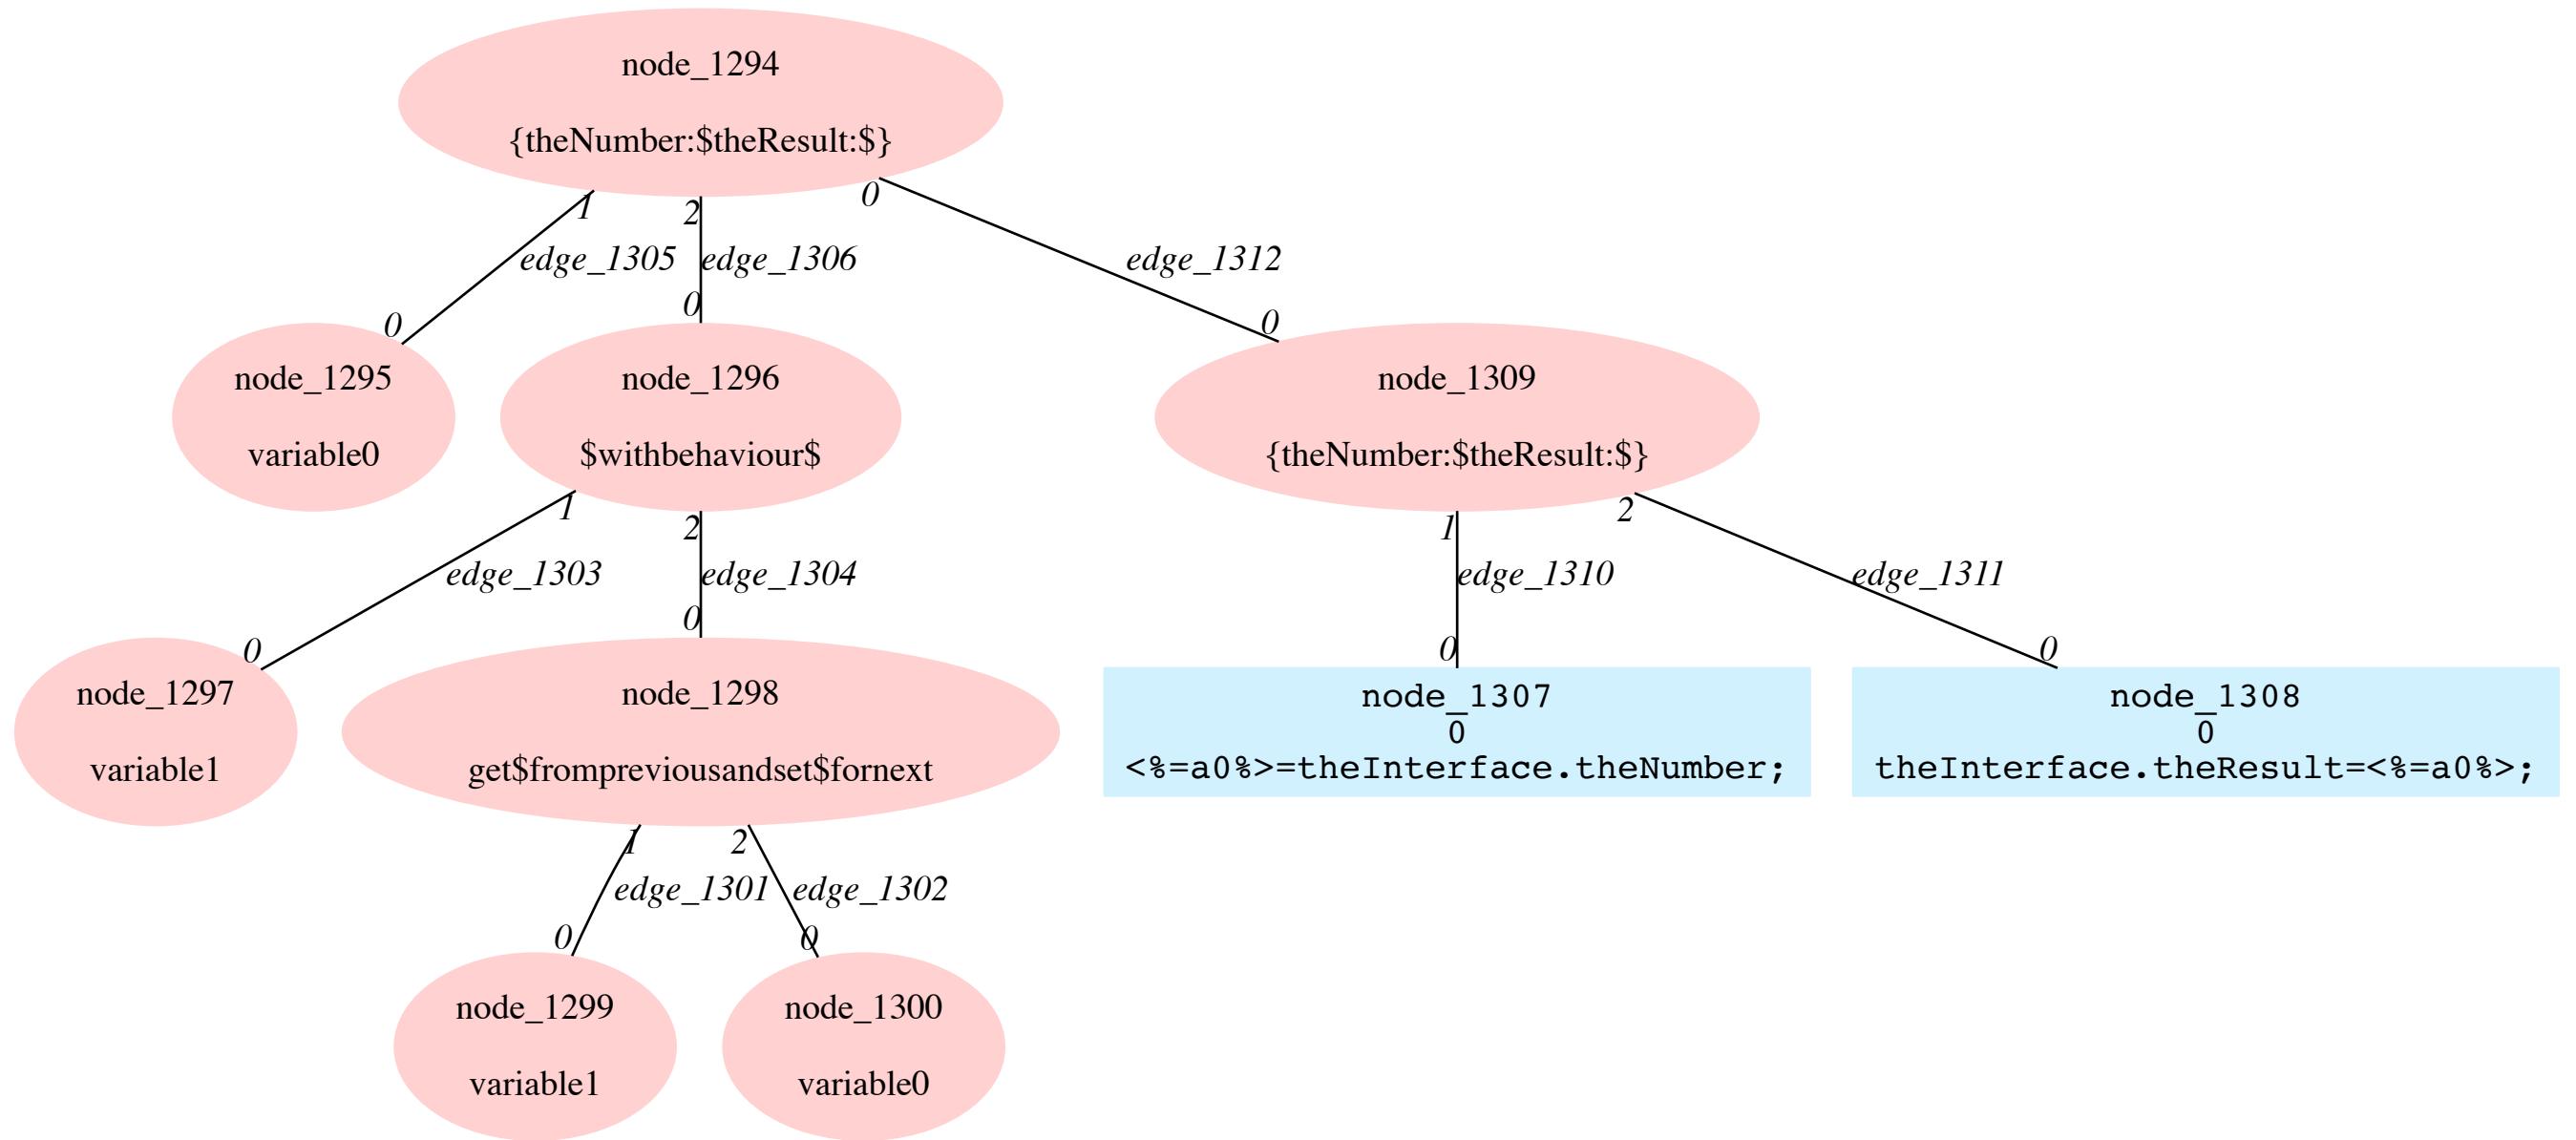 node_1294
{theNumber:$theResult:$}
1
2
0
edge_1305
edge_1306
edge_1312
0
0
0
node_1295
variable0
node_1296
$withbehaviour$
node_1309
{theNumber:$theResult:$}
1
2
1
2
edge_1303
edge_1304
edge_1310
edge_1311
0
0
0
0
node_1297
variable1
node_1298
get$frompreviousandset$fornext
node_1307
0
<%=a0%>=theInterface.theNumber;
node_1308
0
theInterface.theResult=<%=a0%>;
1
2
edge_1301
edge_1302
0
0
node_1299
variable1
node_1300
variable0